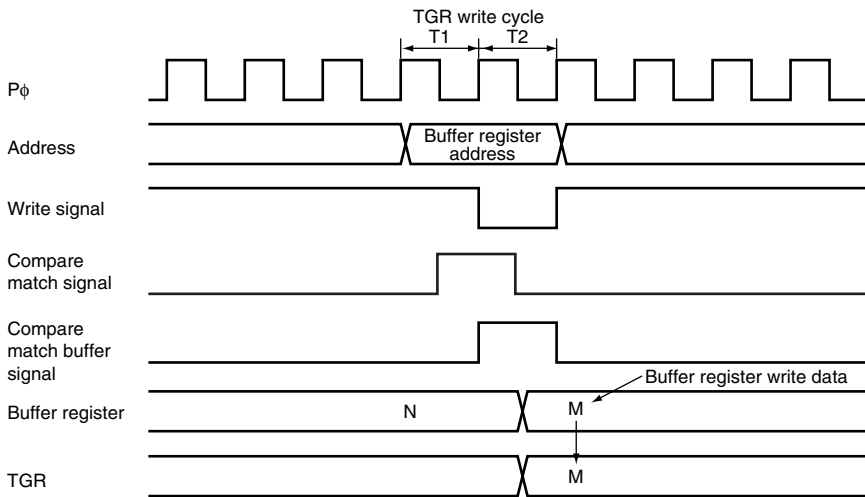 TGR write cycle
T1
T2
Pϕ
Address
Buffer register
address
Write signal
Compare
match signal
Compare
match buffer
signal
Buffer register write data
Buffer register
N
M
TGR
M